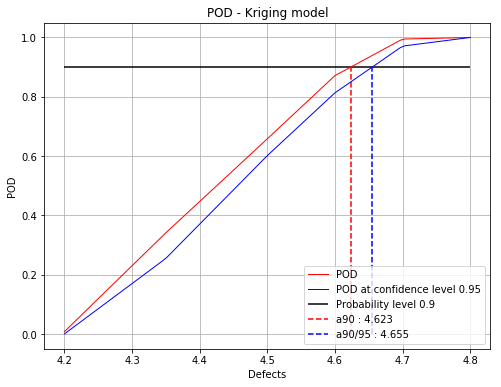 POD - Kriging model
1.0
0.8
0.6
0.4
0.2
0.0
POD
4.2 4.3 4.4 4.5 4.6 4.7 4.8
Defects
POD
POD at confidence level 0.95
Probability level 0.9
a90 : 4.623
a90/95 : 4.655